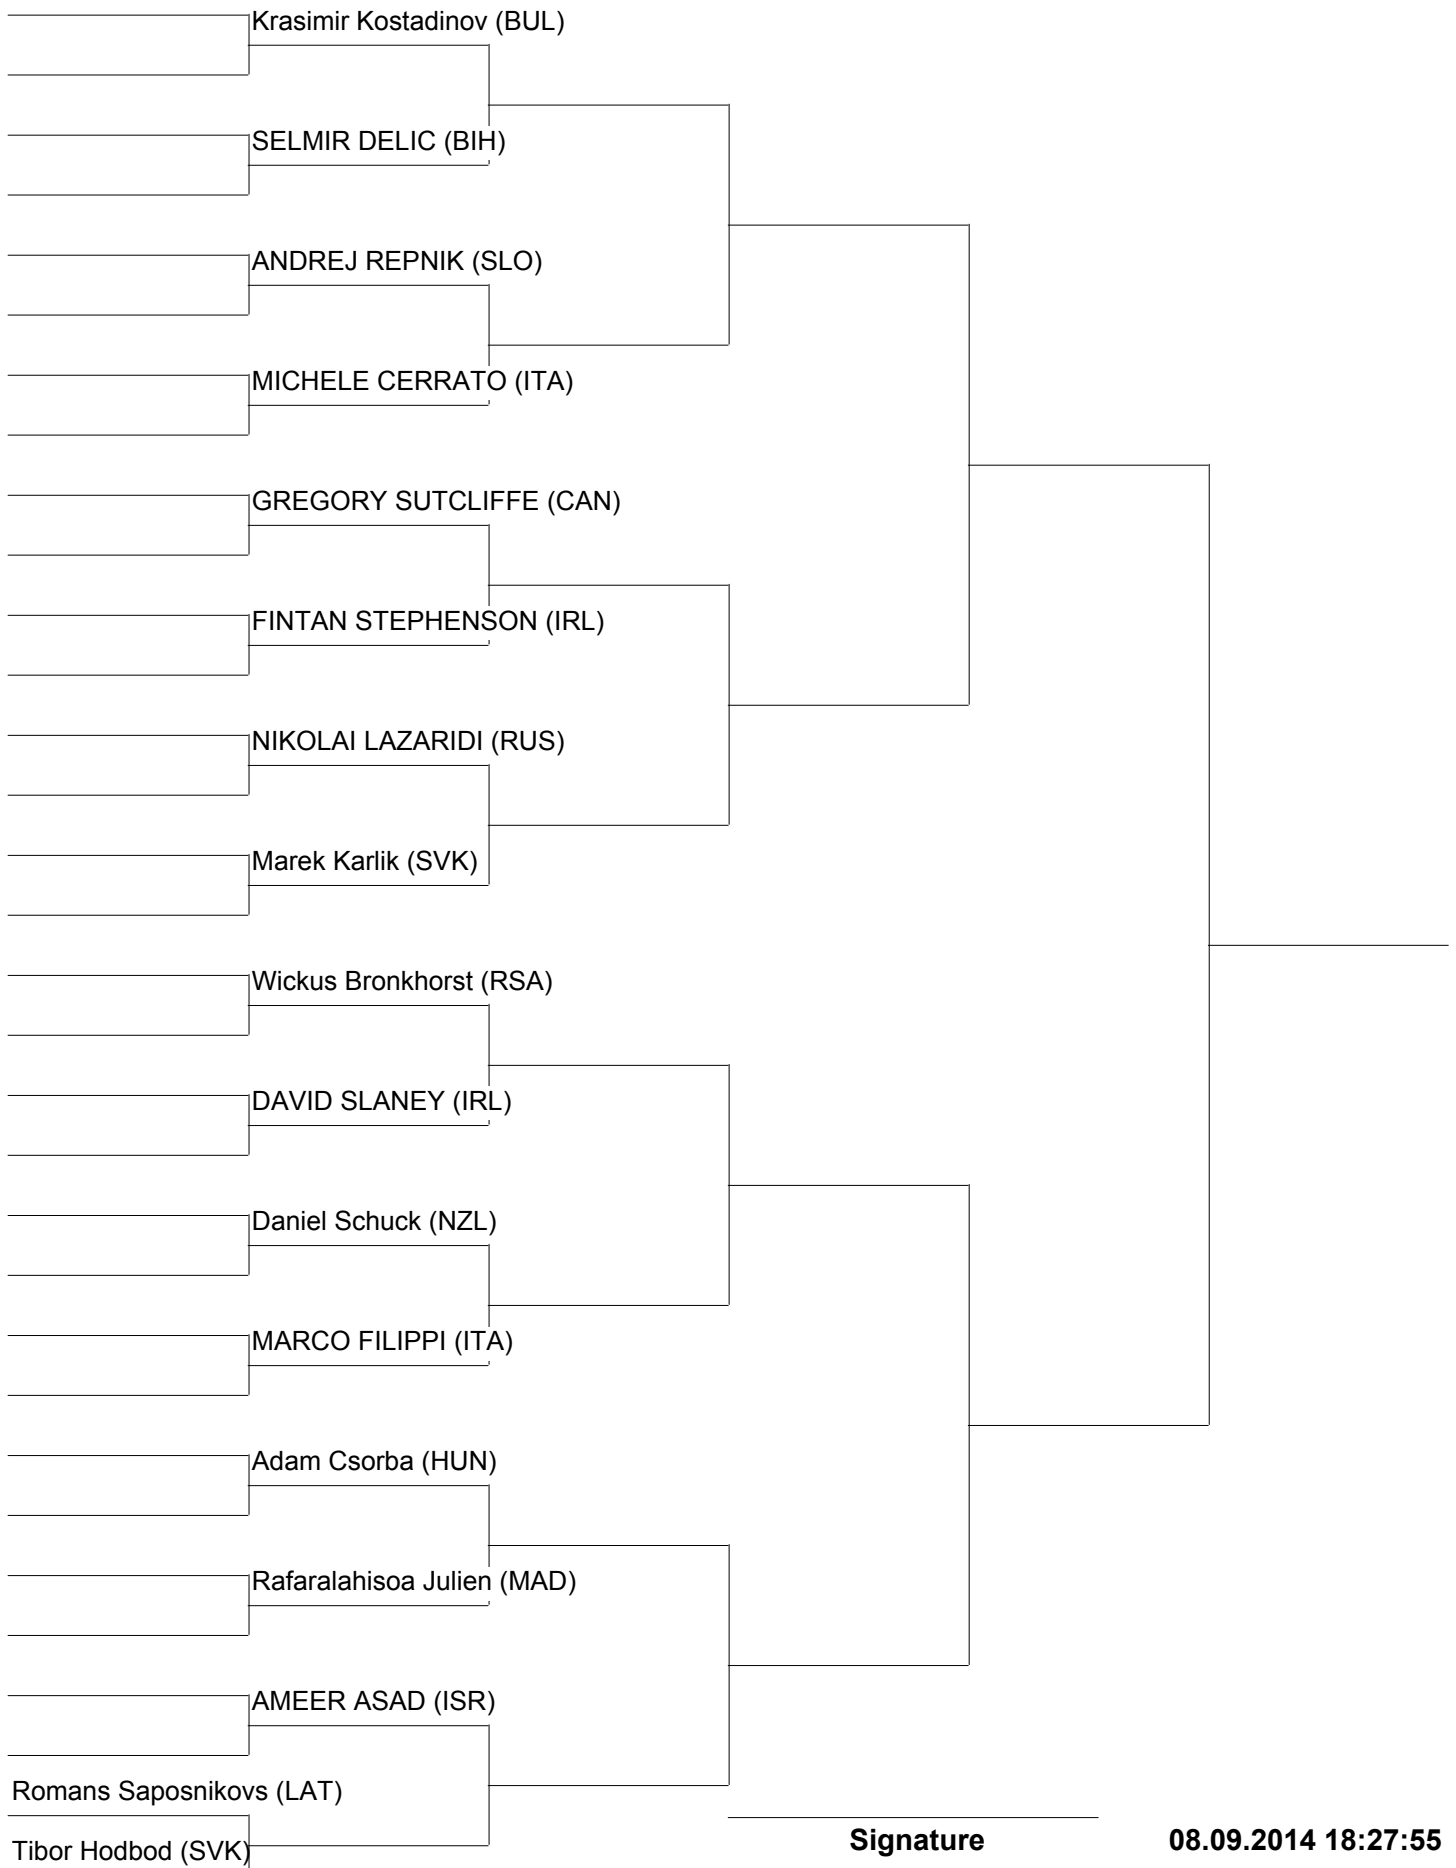 Krasimir Kostadinov (BUL)
SELMIR DELIC (BIH)
ANDREJ REPNIK (SLO)
MICHELE CERRATO (ITA)
GREGORY SUTCLIFFE (CAN)
FINTAN STEPHENSON (IRL)
NIKOLAI LAZARIDI (RUS)
Marek Karlik (SVK)
Wickus Bronkhorst (RSA)
DAVID SLANEY (IRL)
Daniel Schuck (NZL)
MARCO FILIPPI (ITA)
Adam Csorba (HUN)
Rafaralahisoa Julien (MAD)
AMEER ASAD (ISR)
Romans Saposnikovs (LAT)
Tibor Hodbod (SVK)
Signature
08.09.2014 18:27:55